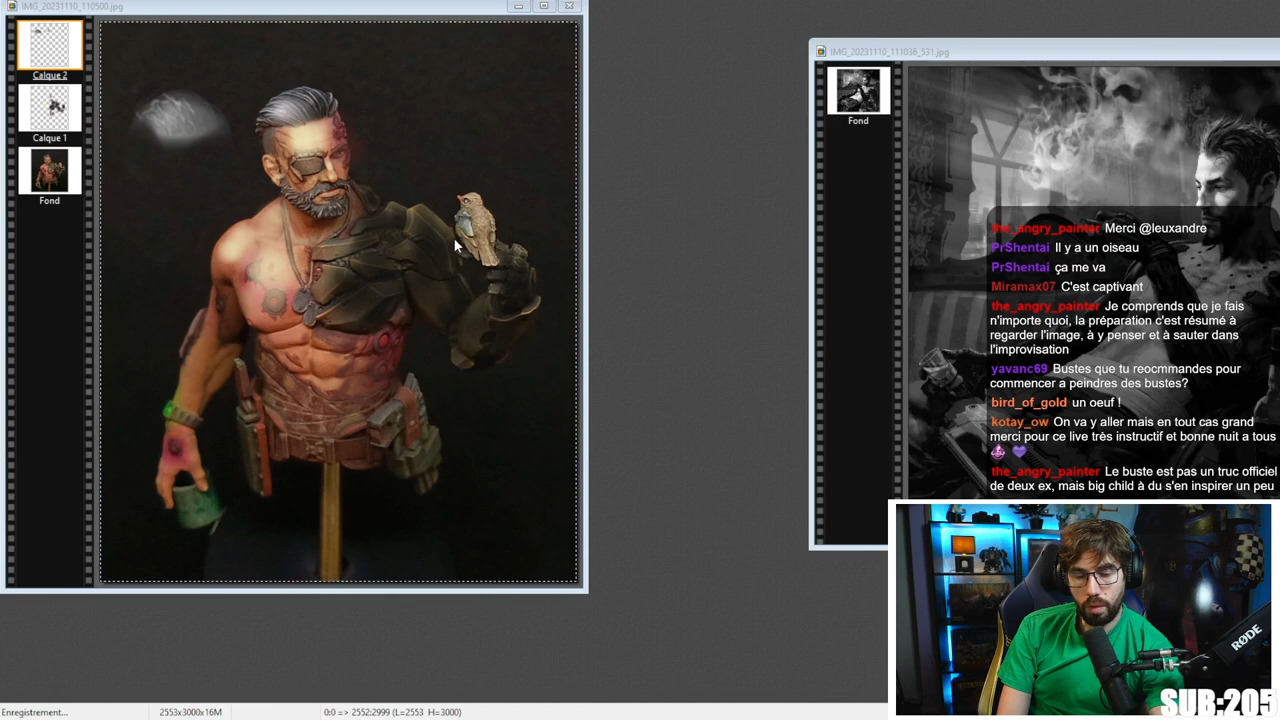 IMG_20231110_110500.jpg
Calque 2
Calque 1
Fond
IMG_20231110_111036_531.jpg
Fond
the_angry_painter Merci @leuxandre
PrShentai Il y a un oiseau
PrShentai ça me va
Miramax07 C'est captivant
the_angry_painter Je comprends que je fais
n'importe quoi, la préparation c'est résumé à
regarder l'image, à y penser et à sauter dans
l'improvisation
yavanc69 Bustes que tu reocmmandes pour
commencer a peindres des bustes?
bird_of_gold un oeuf !
kotay_ow On va y aller mais en tout cas grand
merci pour ce live très instructif et bonne nuit a tous
the_angry_painter Le buste est pas un truc officiel
de deux ex, mais big child à du s'en inspirer un peu
RØDE
SUB:205
Enregistrement...
2553x3000x16M
0:0 => 2552:2999 (L=2553 H=3000)